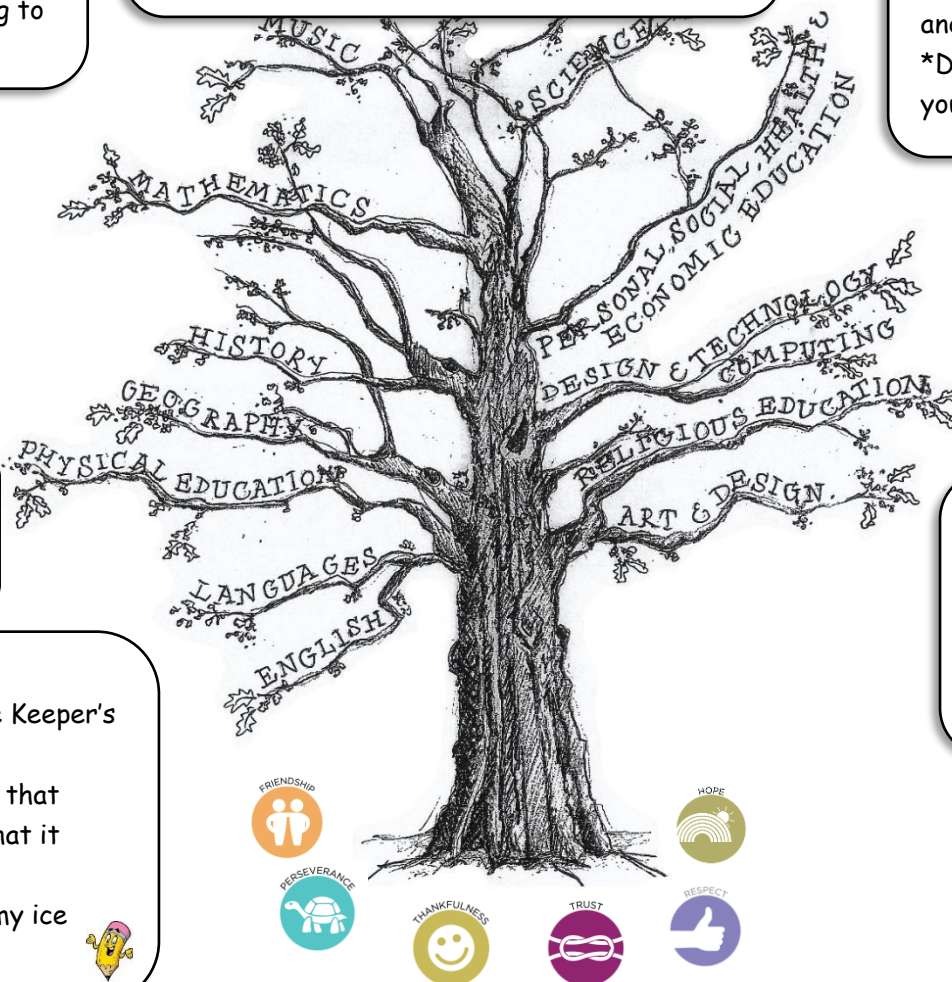 g to
and
*D
you
MUSIC
SCIENCE
MATHEMATICS
PERSONAL, SOCIAL, HEALTH &
ECONOMIC EDUCATION
HISTORY
DESIGN & TECHNOLOGY
COMPUTING
GEOGRAPHY
RELIGIOUS EDUCATION
PHYSICAL EDUCATION
ART & DESIGN.
LANGUAGES
ENGLISH
e Keeper's
that
hat it
ny ice
FRIENDSHIP
HOPE
PERSEVERANCE
THANKFULNESS
TRUST
RESPECT